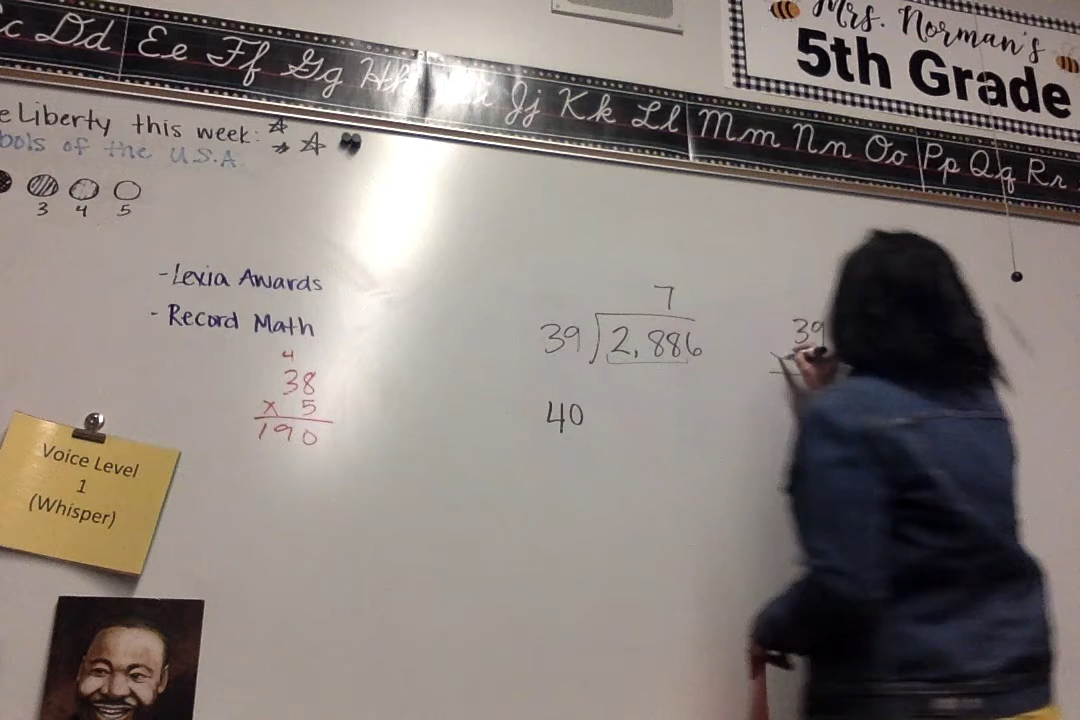 Mrs. Norman's
5th Grade
c Dd Ee Ff Gg Hh Ii Jj Kk Ll Mm Nn Oo Pp Qq Rr
e Liberty this week:
bols of the U.S.A.
3 4 5
-Lexia Awards
- Record Math
4
38
x 5
190
7
39 2,886
40
39
Voice Level
1
(Whisper)